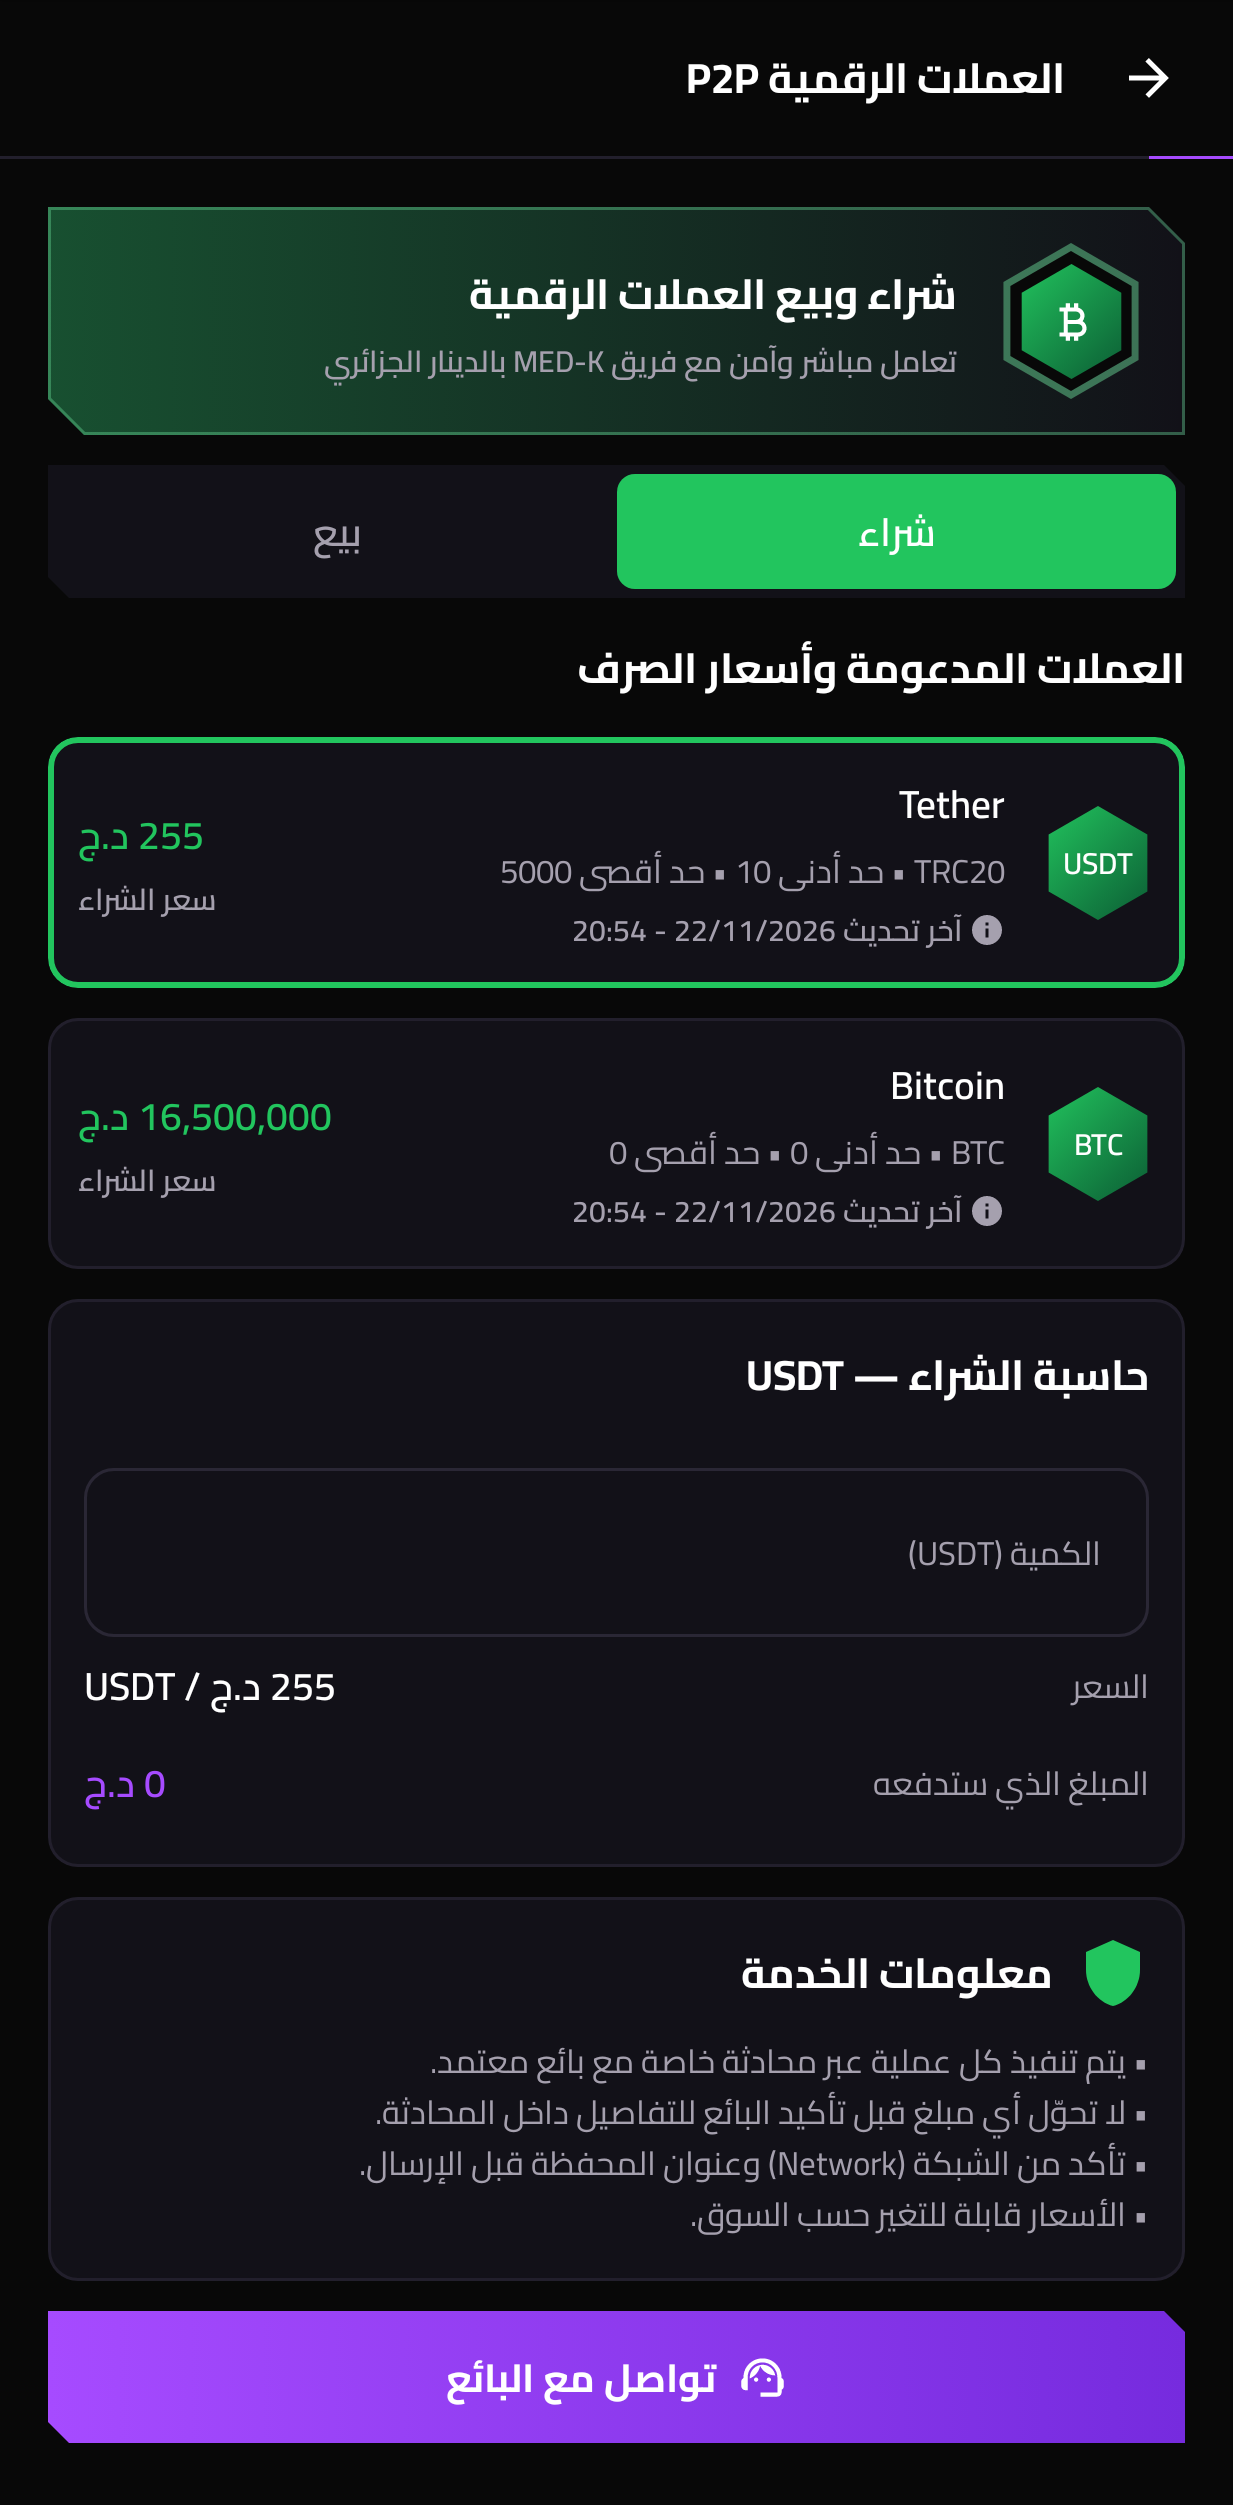 العملات الرقمية P2P
₿
شراء وبيع العملات الرقمية
تعامل مباشر وآمن مع فريق MED-K بالدينار الجزائري
شراء
بيع
العملات المدعومة وأسعار الصرف
USDT
Tether
TRC20 ▪ حد أدنى 10 ▪ حد أقصى 5000
آخر تحديث 22/11/2026 - 20:54
255 د.ج
سعر الشراء
BTC
Bitcoin
BTC ▪ حد أدنى 0 ▪ حد أقصى 0
آخر تحديث 22/11/2026 - 20:54
16,500,000 د.ج
سعر الشراء
حاسبة الشراء — USDT
الكمية (USDT)
السعر
255 د.ج / USDT
المبلغ الذي ستدفعه
0 د.ج
معلومات الخدمة
▪ يتم تنفيذ كل عملية عبر محادثة خاصة مع بائع معتمد.
▪ لا تحوّل أي مبلغ قبل تأكيد البائع للتفاصيل داخل المحادثة.
▪ تأكد من الشبكة (Network) وعنوان المحفظة قبل الإرسال.
▪ الأسعار قابلة للتغير حسب السوق.
تواصل مع البائع